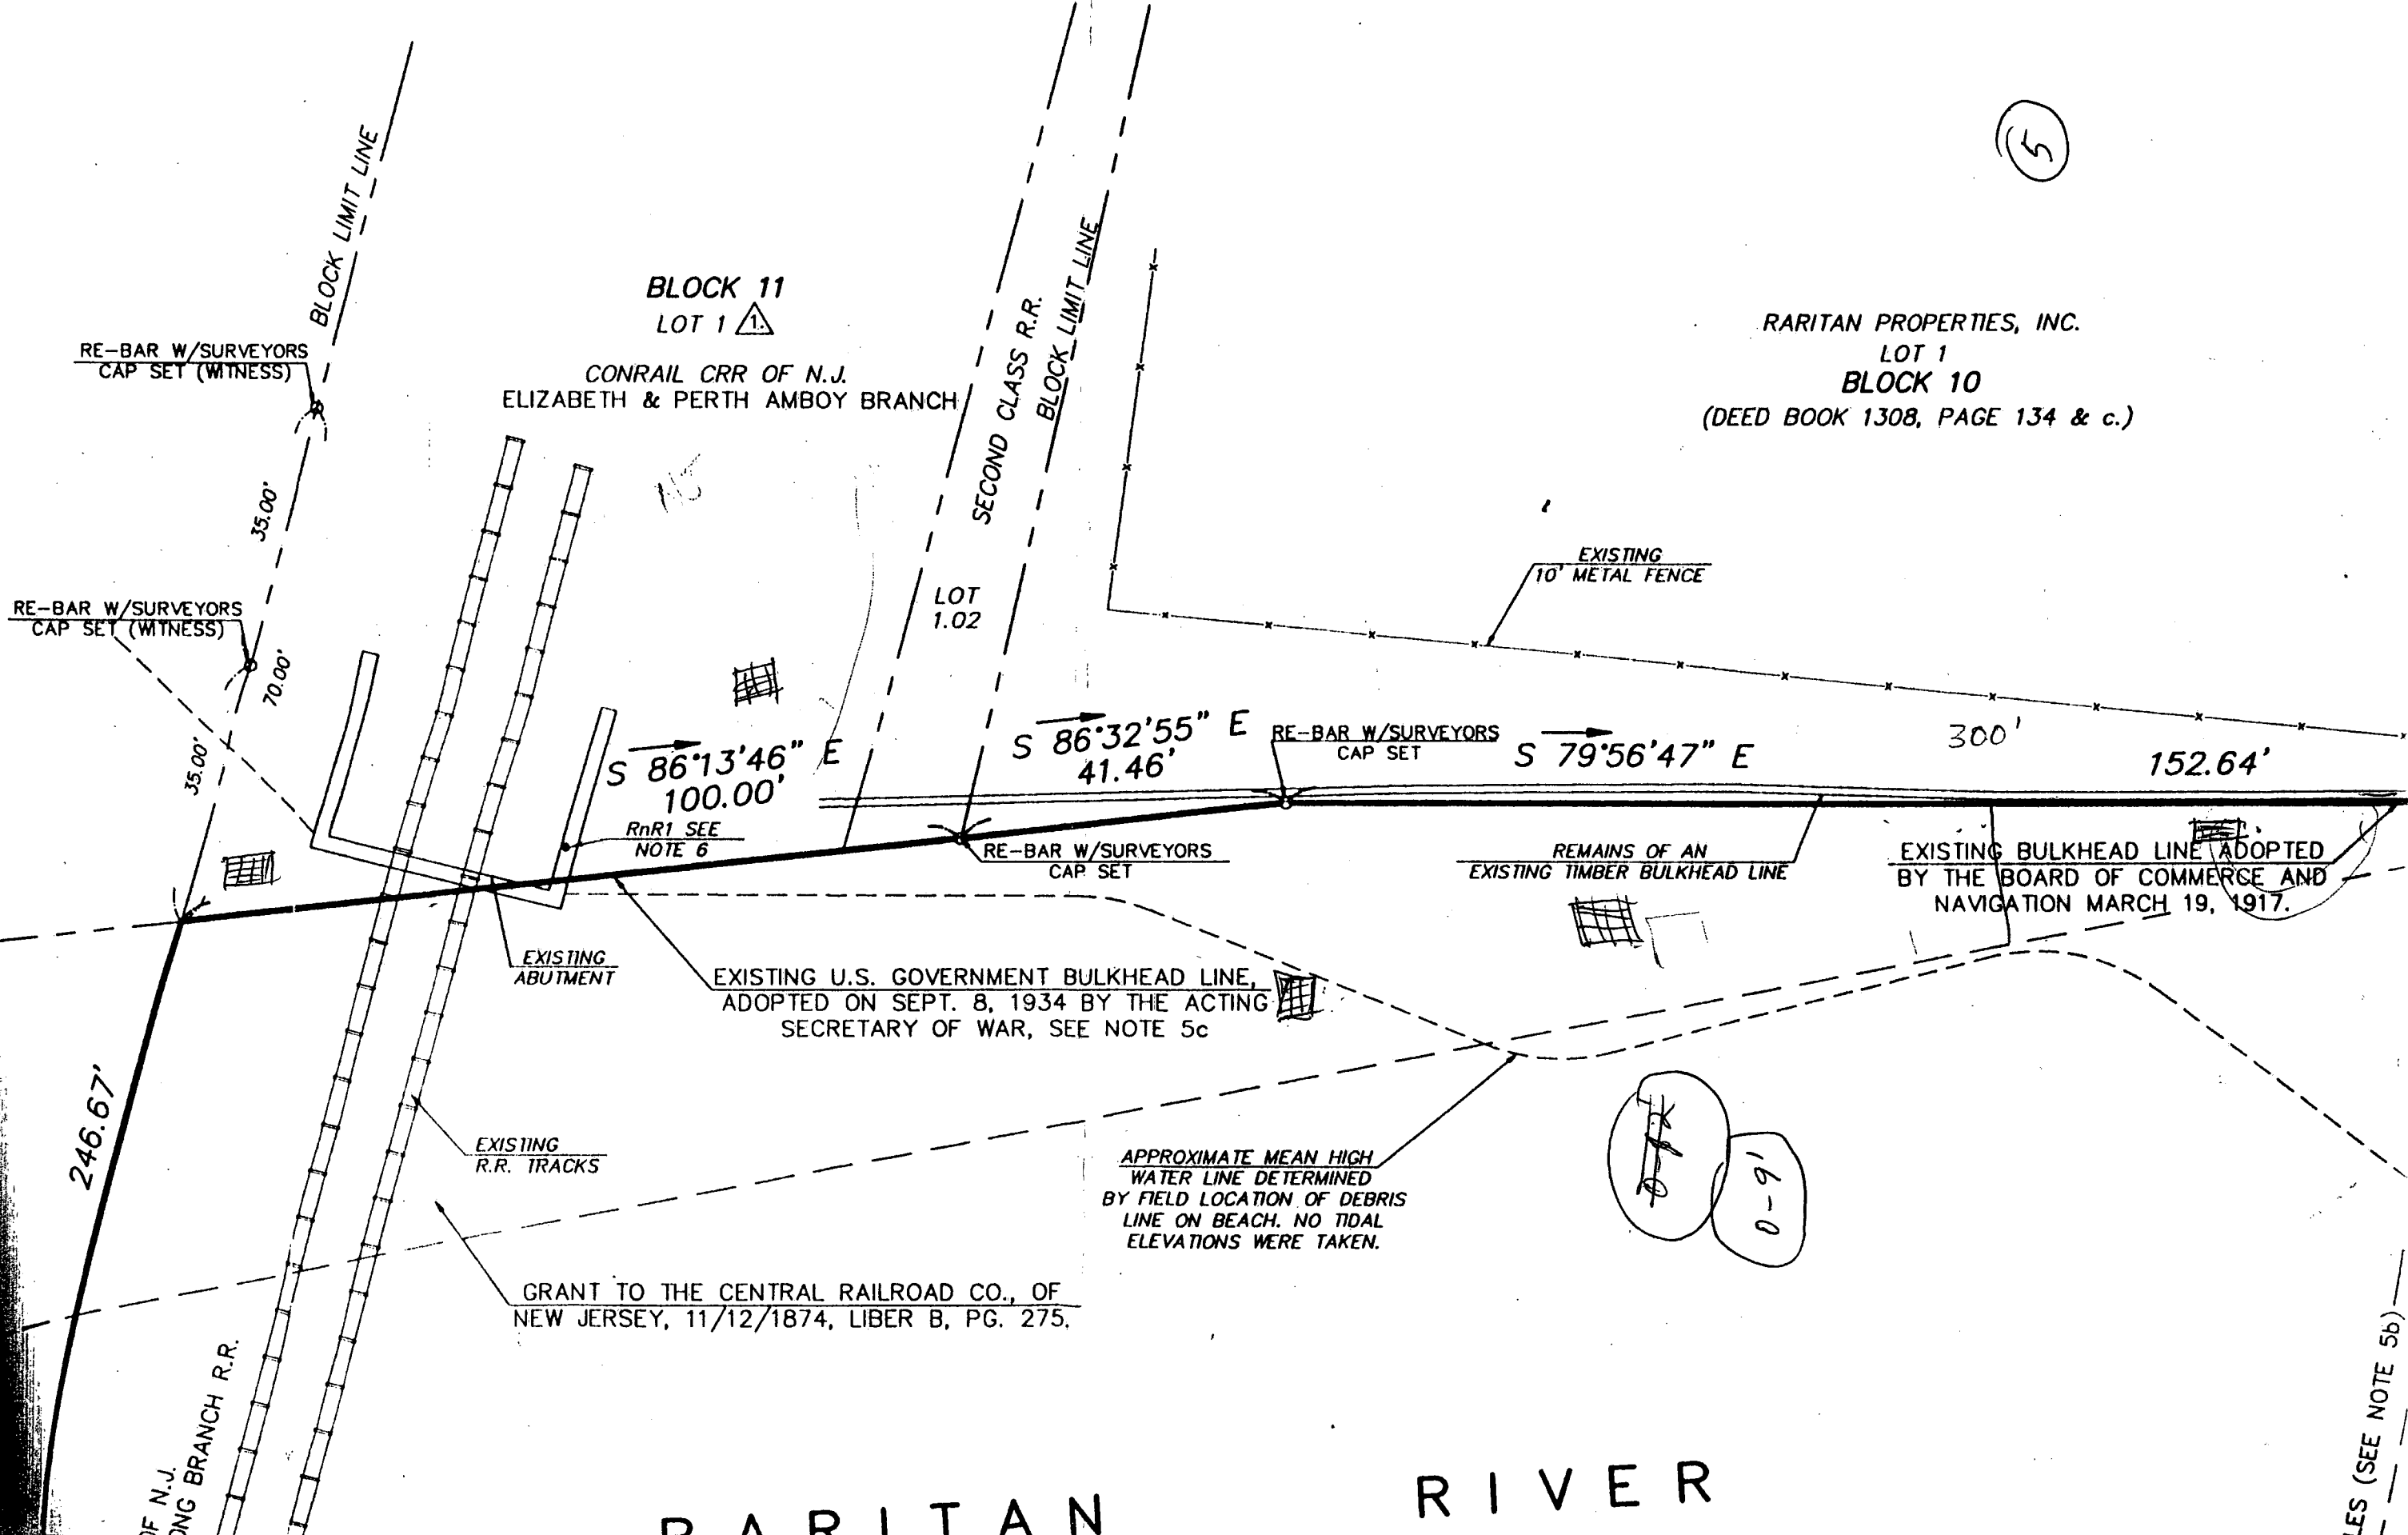 5
BLOCK LIMIT LINE
BLOCK 11
LOT 1 1.
CONRAIL CRR OF N.J.
ELIZABETH & PERTH AMBOY BRANCH
SECOND CLASS R.R.
BLOCK LIMIT LINE
RARITAN PROPERTIES, INC.
LOT 1
BLOCK 10
(DEED BOOK 1308, PAGE 134 & c.)
RE-BAR W/SURVEYORS
CAP SET (WITNESS)
35.00'
RE-BAR W/SURVEYORS
CAP SET (WITNESS)
70.00'
35.00'
LOT
1.02
EXISTING
10' METAL FENCE
S 86°13'46" E
100.00'
S 86°32'55" E
41.46'
RE-BAR W/SURVEYORS
CAP SET
S 79°56'47" E
300'
152.64'
RnR1 SEE
NOTE 6
RE-BAR W/SURVEYORS
CAP SET
REMAINS OF AN
EXISTING TIMBER BULKHEAD LINE
EXISTING BULKHEAD LINE ADOPTED
BY THE BOARD OF COMMERCE AND
NAVIGATION MARCH 19, 1917.
EXISTING
ABUTMENT
EXISTING U.S. GOVERNMENT BULKHEAD LINE,
ADOPTED ON SEPT. 8, 1934 BY THE ACTING
SECRETARY OF WAR, SEE NOTE 5c
246.67'
EXISTING
R.R. TRACKS
APPROXIMATE MEAN HIGH
WATER LINE DETERMINED
BY FIELD LOCATION OF DEBRIS
LINE ON BEACH. NO TIDAL
ELEVATIONS WERE TAKEN.
0-9'
GRANT TO THE CENTRAL RAILROAD CO., OF
NEW JERSEY, 11/12/1874, LIBER B, PG. 275.
OF N.J.
ONG BRANCH R.R.
RARITAN RIVER
LES (SEE NOTE 5b)